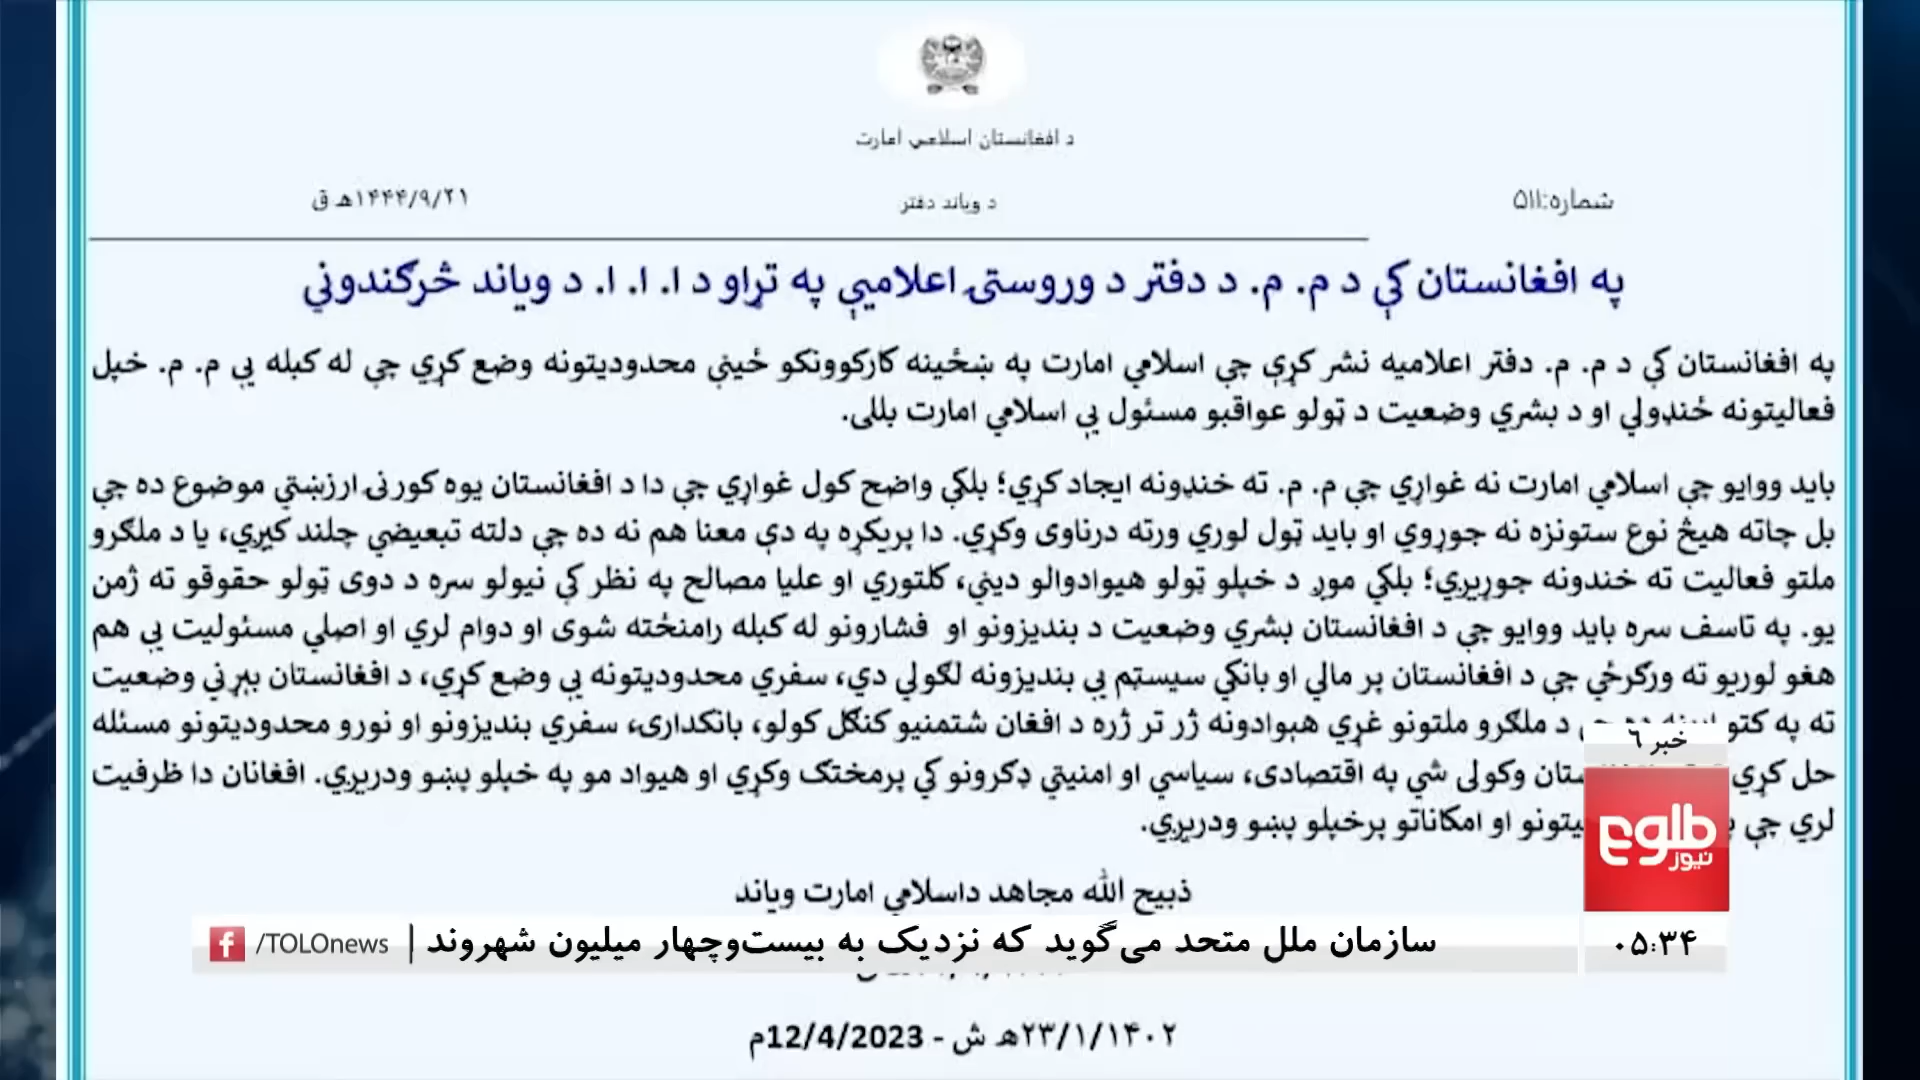 د افغانستان اسلامي امارت
شماره:۵۱۱
د ویاند دفتر
۱۴۴۴/۹/۲۱هـ ق
په افغانستان کې د م. م. د دفتر د وروستۍ اعلامیې په تړاو د ا. ا. ا. د ویاند څرګندوني
په افغانستان کې د م. م. دفتر اعلامیه نشر کړې چې اسلامي امارت په ښځینه کارکوونکو ځینې محدودیتونه وضع کړي چې له کبله یې م. م. خپل
فعالیتونه ځنډولي او د بشري وضعیت د ټولو عواقبو مسئول یې اسلامي امارت بللی.
باید ووایو چې اسلامي امارت نه غواړي چې م. م. ته خنډونه ایجاد کړي؛ بلکې واضح کول غواړي چې دا د افغانستان یوه کورنۍ ارزښتي موضوع ده چې
بل چاته هیڅ نوع ستونزه نه جوړوي او باید ټول لوري ورته درناوی وکړي. دا پریکړه په دې معنا هم نه ده چې دلته تبعیضي چلند کیږي، یا د ملګرو
ملتو فعالیت ته خنډونه جوړیږي؛ بلکې موږ د خپلو ټولو هیوادوالو دیني، کلتوري او علیا مصالح په نظر کې نیولو سره د دوی ټولو حقوقو ته ژمن
یو. په تاسف سره باید ووایو چې د افغانستان بشري وضعیت د بندیزونو او فشارونو له کبله رامنځته شوی او دوام لري او اصلي مسئولیت یې هم
هغو لوریو ته ورګرځي چې د افغانستان پر مالي او بانکي سیسټم یې بندیزونه لګولي دي، سفري محدودیتونه یې وضع کړي، د افغانستان بېړني وضعیت
ته په کتو د ملګرو ملتونو غړي هېوادونه ژر تر ژره د افغان شتمنیو کنګل کولو، بانکدارۍ، سفري بندیزونو او نورو محدودیتونو مسئله
حل کړي وکولی شي په اقتصادی، سیاسي او امنیتي ډګرونو کې پرمختګ وکړي او هیواد مو په خپلو پښو ودریږي. افغانان دا ظرفیت
لري چې او امکاناتو پرخپلو پښو ودریږي.
ذبیح الله مجاهد داسلامي امارت ویاند
۲۳/۱/۱۴۰۲هـ ش - 12/4/2023م
خبر ۶
طلوع
نیوز
۰۵:۳۴
سازمان ملل متحد می‌گوید که نزدیک به بیست‌وچهار میلیون شهروند | /TOLOnews